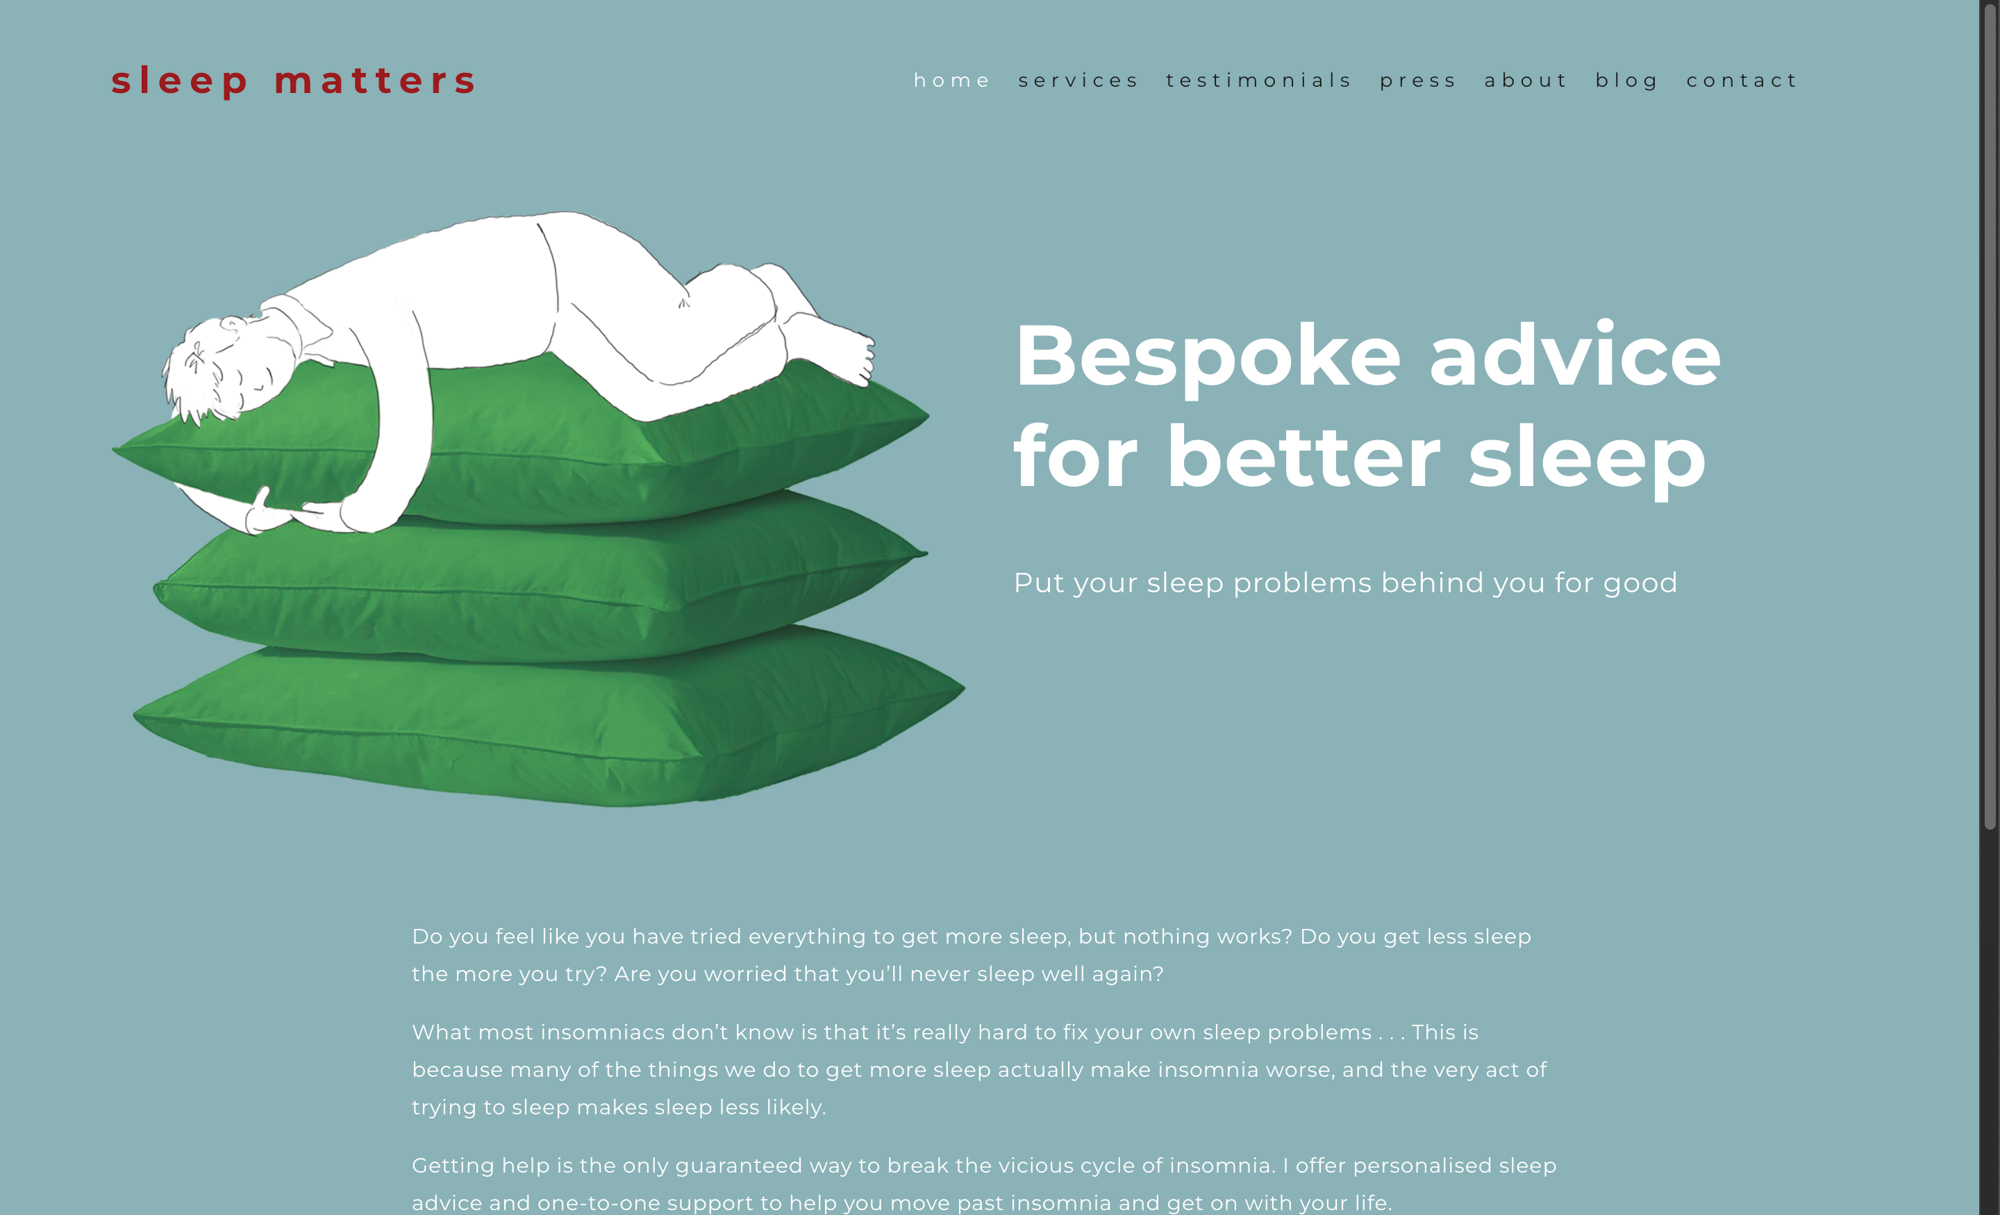 sleep matters
home services testimonials press about blog contact
Bespoke advice
for better sleep
Put your sleep problems behind you for good
Do you feel like you have tried everything to get more sleep, but nothing works? Do you get less sleep
the more you try? Are you worried that you’ll never sleep well again?
What most insomniacs don’t know is that it’s really hard to fix your own sleep problems . . . This is
because many of the things we do to get more sleep actually make insomnia worse, and the very act of
trying to sleep makes sleep less likely.
Getting help is the only guaranteed way to break the vicious cycle of insomnia. I offer personalised sleep
advice and one-to-one support to help you move past insomnia and get on with your life.